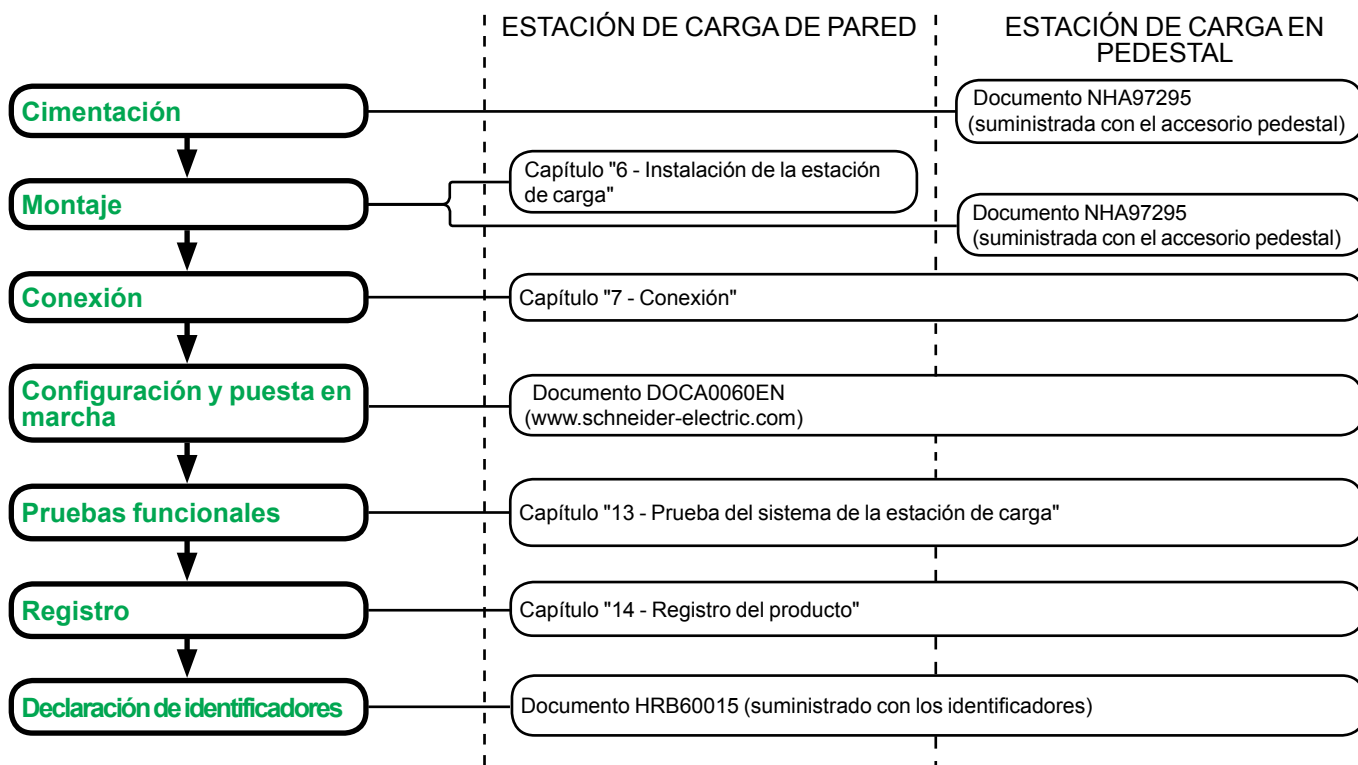 ESTACIÓN DE CARGA DE PARED
ESTACIÓN DE CARGA EN
PEDESTAL
Cimentación
Documento NHA97295
(suministrada con el accesorio pedestal)
Montaje
Capítulo "6 - Instalación de la estación
de carga"
Documento NHA97295
(suministrada con el accesorio pedestal)
Conexión
Capítulo "7 - Conexión"
Configuración y puesta en
marcha
Documento DOCA0060EN
(www.schneider-electric.com)
Pruebas funcionales
Capítulo "13 - Prueba del sistema de la estación de carga"
Registro
Capítulo "14 - Registro del producto"
Declaración de identificadores
Documento HRB60015 (suministrado con los identificadores)